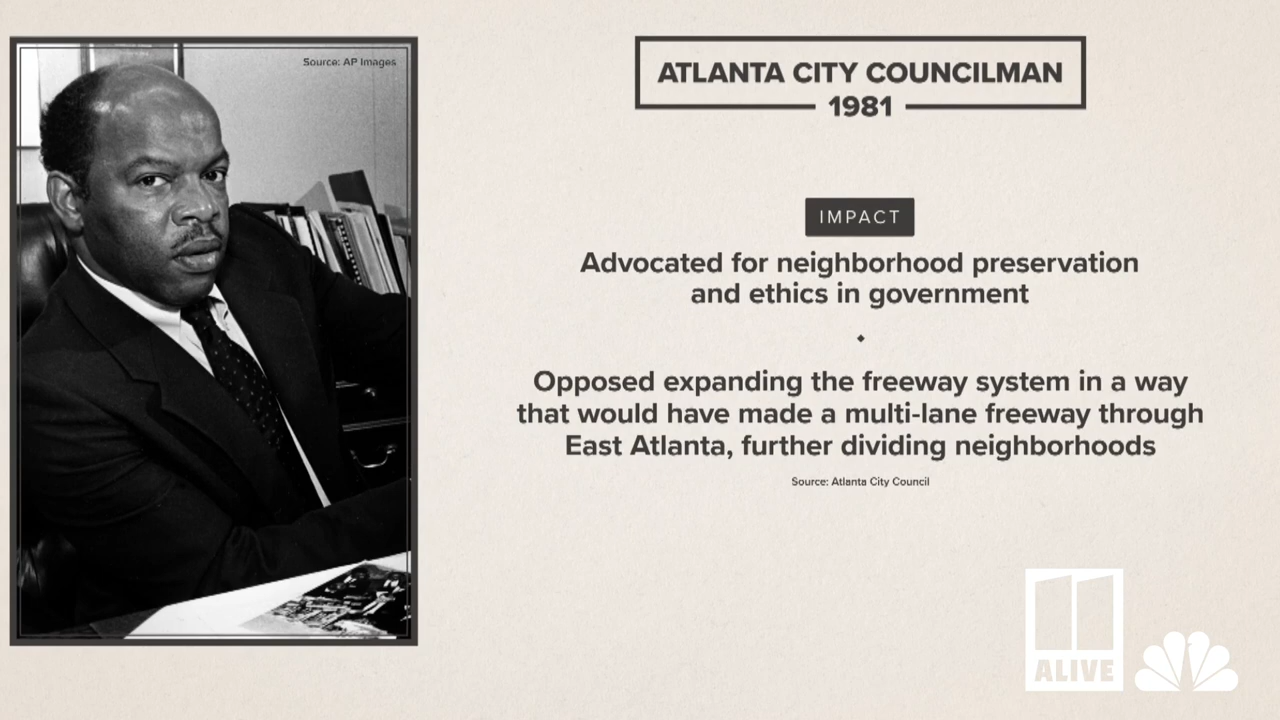 Source: AP Images
ATLANTA CITY COUNCILMAN
1981
IMPACT
Advocated for neighborhood preservation
and ethics in government
Opposed expanding the freeway system in a way
that would have made a multi-lane freeway through
East Atlanta, further dividing neighborhoods
Source: Atlanta City Council
11
ALIVE